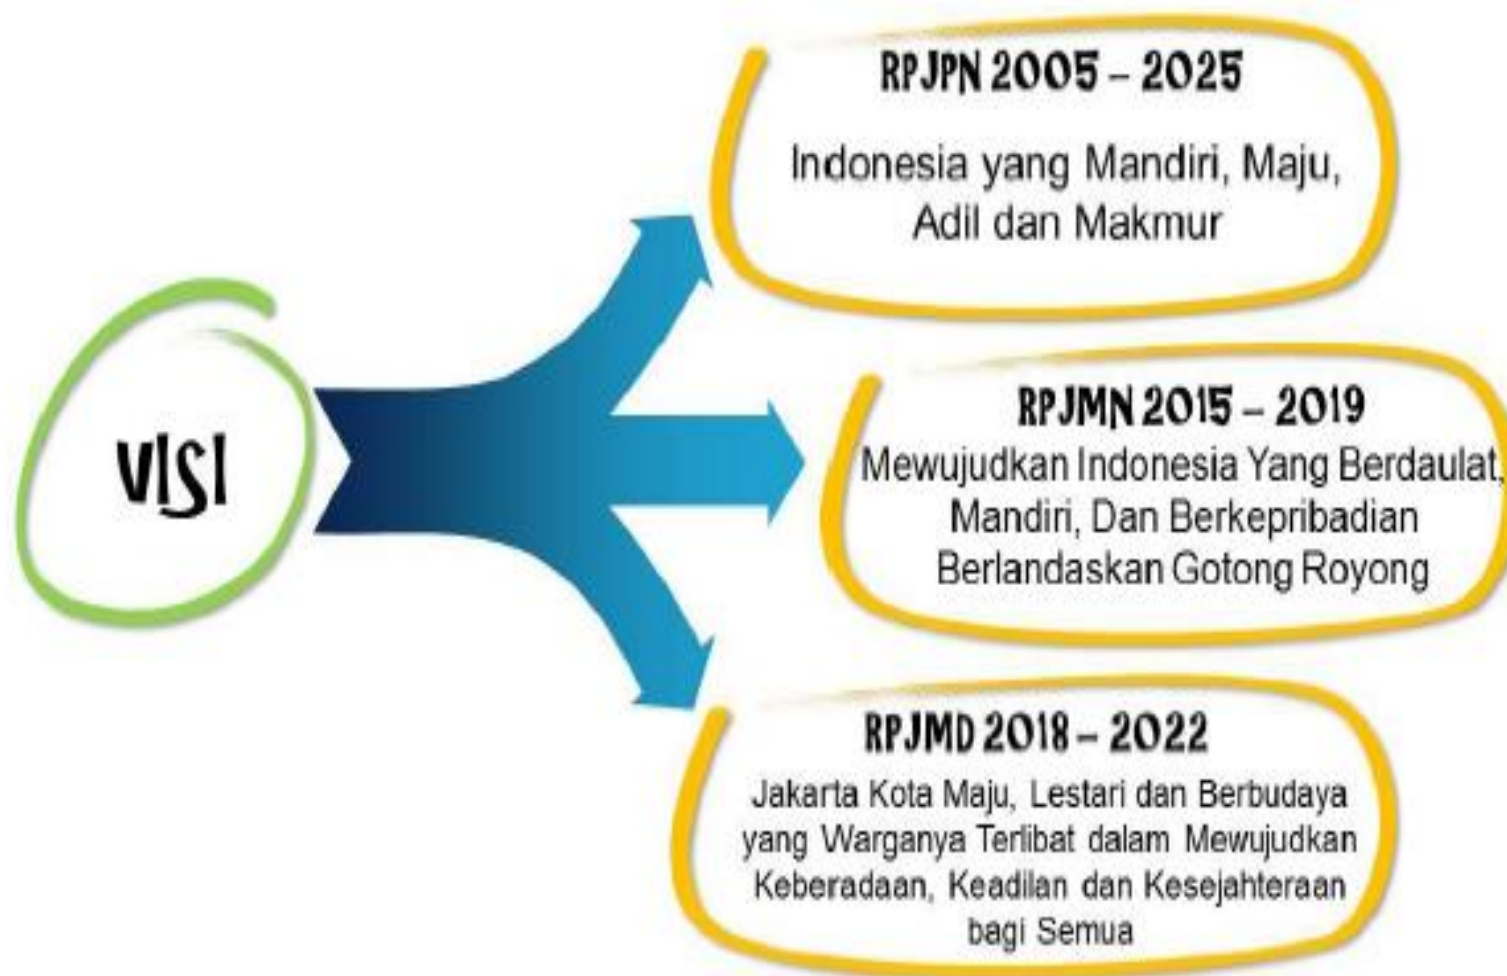 VISI
RPJPN 2005 – 2025
Indonesia yang Mandiri, Maju,
Adil dan Makmur
RPJMN 2015 – 2019
Mewujudkan Indonesia Yang Berdaulat,
Mandiri, Dan Berkepribadian
Berlandaskan Gotong Royong
RPJMD 2018 – 2022
Jakarta Kota Maju, Lestari dan Berbudaya
yang Warganya Terlibat dalam Mewujudkan
Keberadaan, Keadilan dan Kesejahteraan
bagi Semua